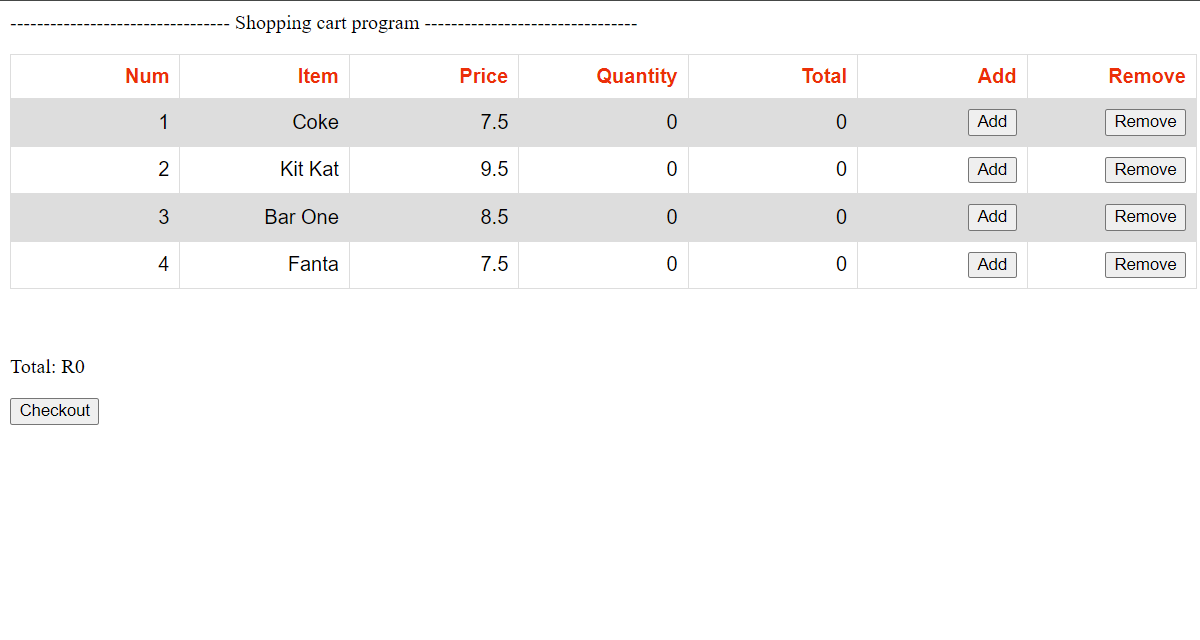 --------------------------------- Shopping cart program --------------------------------
Num Item Price Quantity Total Add Remove
1 Coke 7.5 0 0 Add Remove
2 Kit Kat 9.5 0 0 Add Remove
3 Bar One 8.5 0 0 Add Remove
4 Fanta 7.5 0 0 Add Remove
Total: R0
Checkout